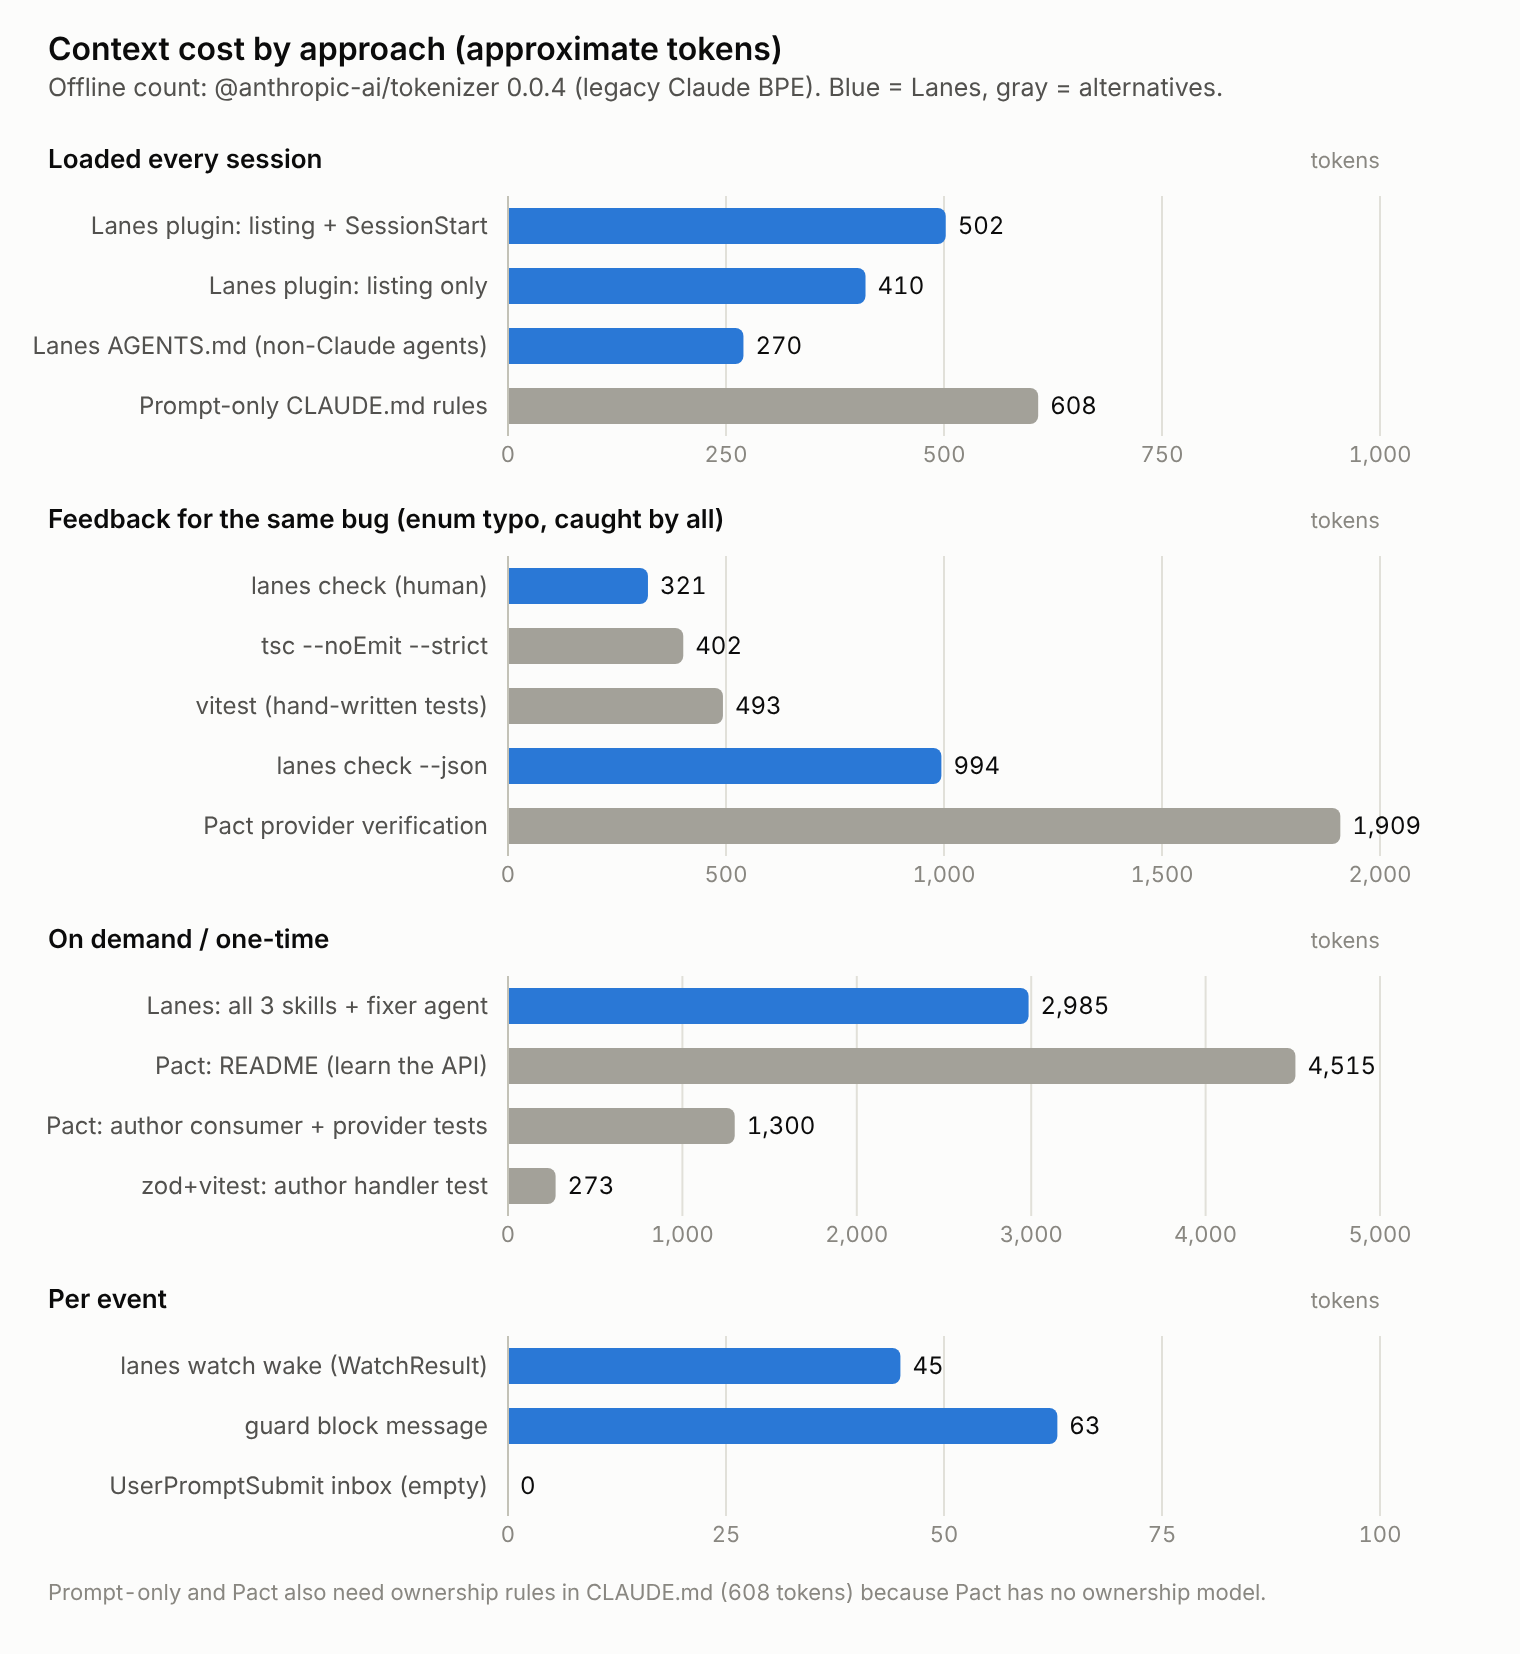 Context cost by approach (approximate tokens)
Offline count: @anthropic-ai/tokenizer 0.0.4 (legacy Claude BPE). Blue = Lanes, gray = alternatives.
Loaded every session
tokens
Lanes plugin: listing + SessionStart 502
Lanes plugin: listing only 410
Lanes AGENTS.md (non-Claude agents) 270
Prompt-only CLAUDE.md rules 608
0 250 500 750 1,000
Feedback for the same bug (enum typo, caught by all)
tokens
lanes check (human) 321
tsc --noEmit --strict 402
vitest (hand-written tests) 493
lanes check --json 994
Pact provider verification 1,909
0 500 1,000 1,500 2,000
On demand / one-time
tokens
Lanes: all 3 skills + fixer agent 2,985
Pact: README (learn the API) 4,515
Pact: author consumer + provider tests 1,300
zod+vitest: author handler test 273
0 1,000 2,000 3,000 4,000 5,000
Per event
tokens
lanes watch wake (WatchResult) 45
guard block message 63
UserPromptSubmit inbox (empty) 0
0 25 50 75 100
Prompt-only and Pact also need ownership rules in CLAUDE.md (608 tokens) because Pact has no ownership model.